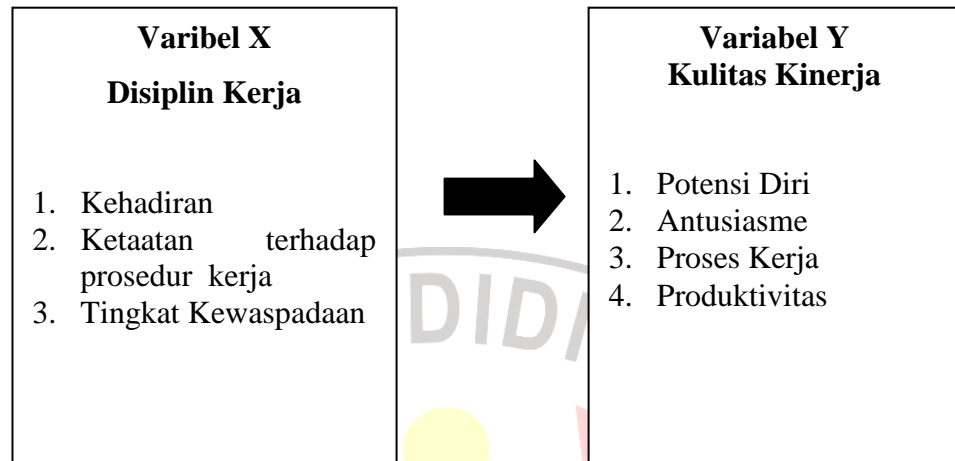 Varibel X
Disiplin Kerja
1. Kehadiran
2. Ketaatan terhadap
prosedur kerja
3. Tingkat Kewaspadaan
Variabel Y
Kulitas Kinerja
1. Potensi Diri
2. Antusiasme
3. Proses Kerja
4. Produktivitas
DIDI